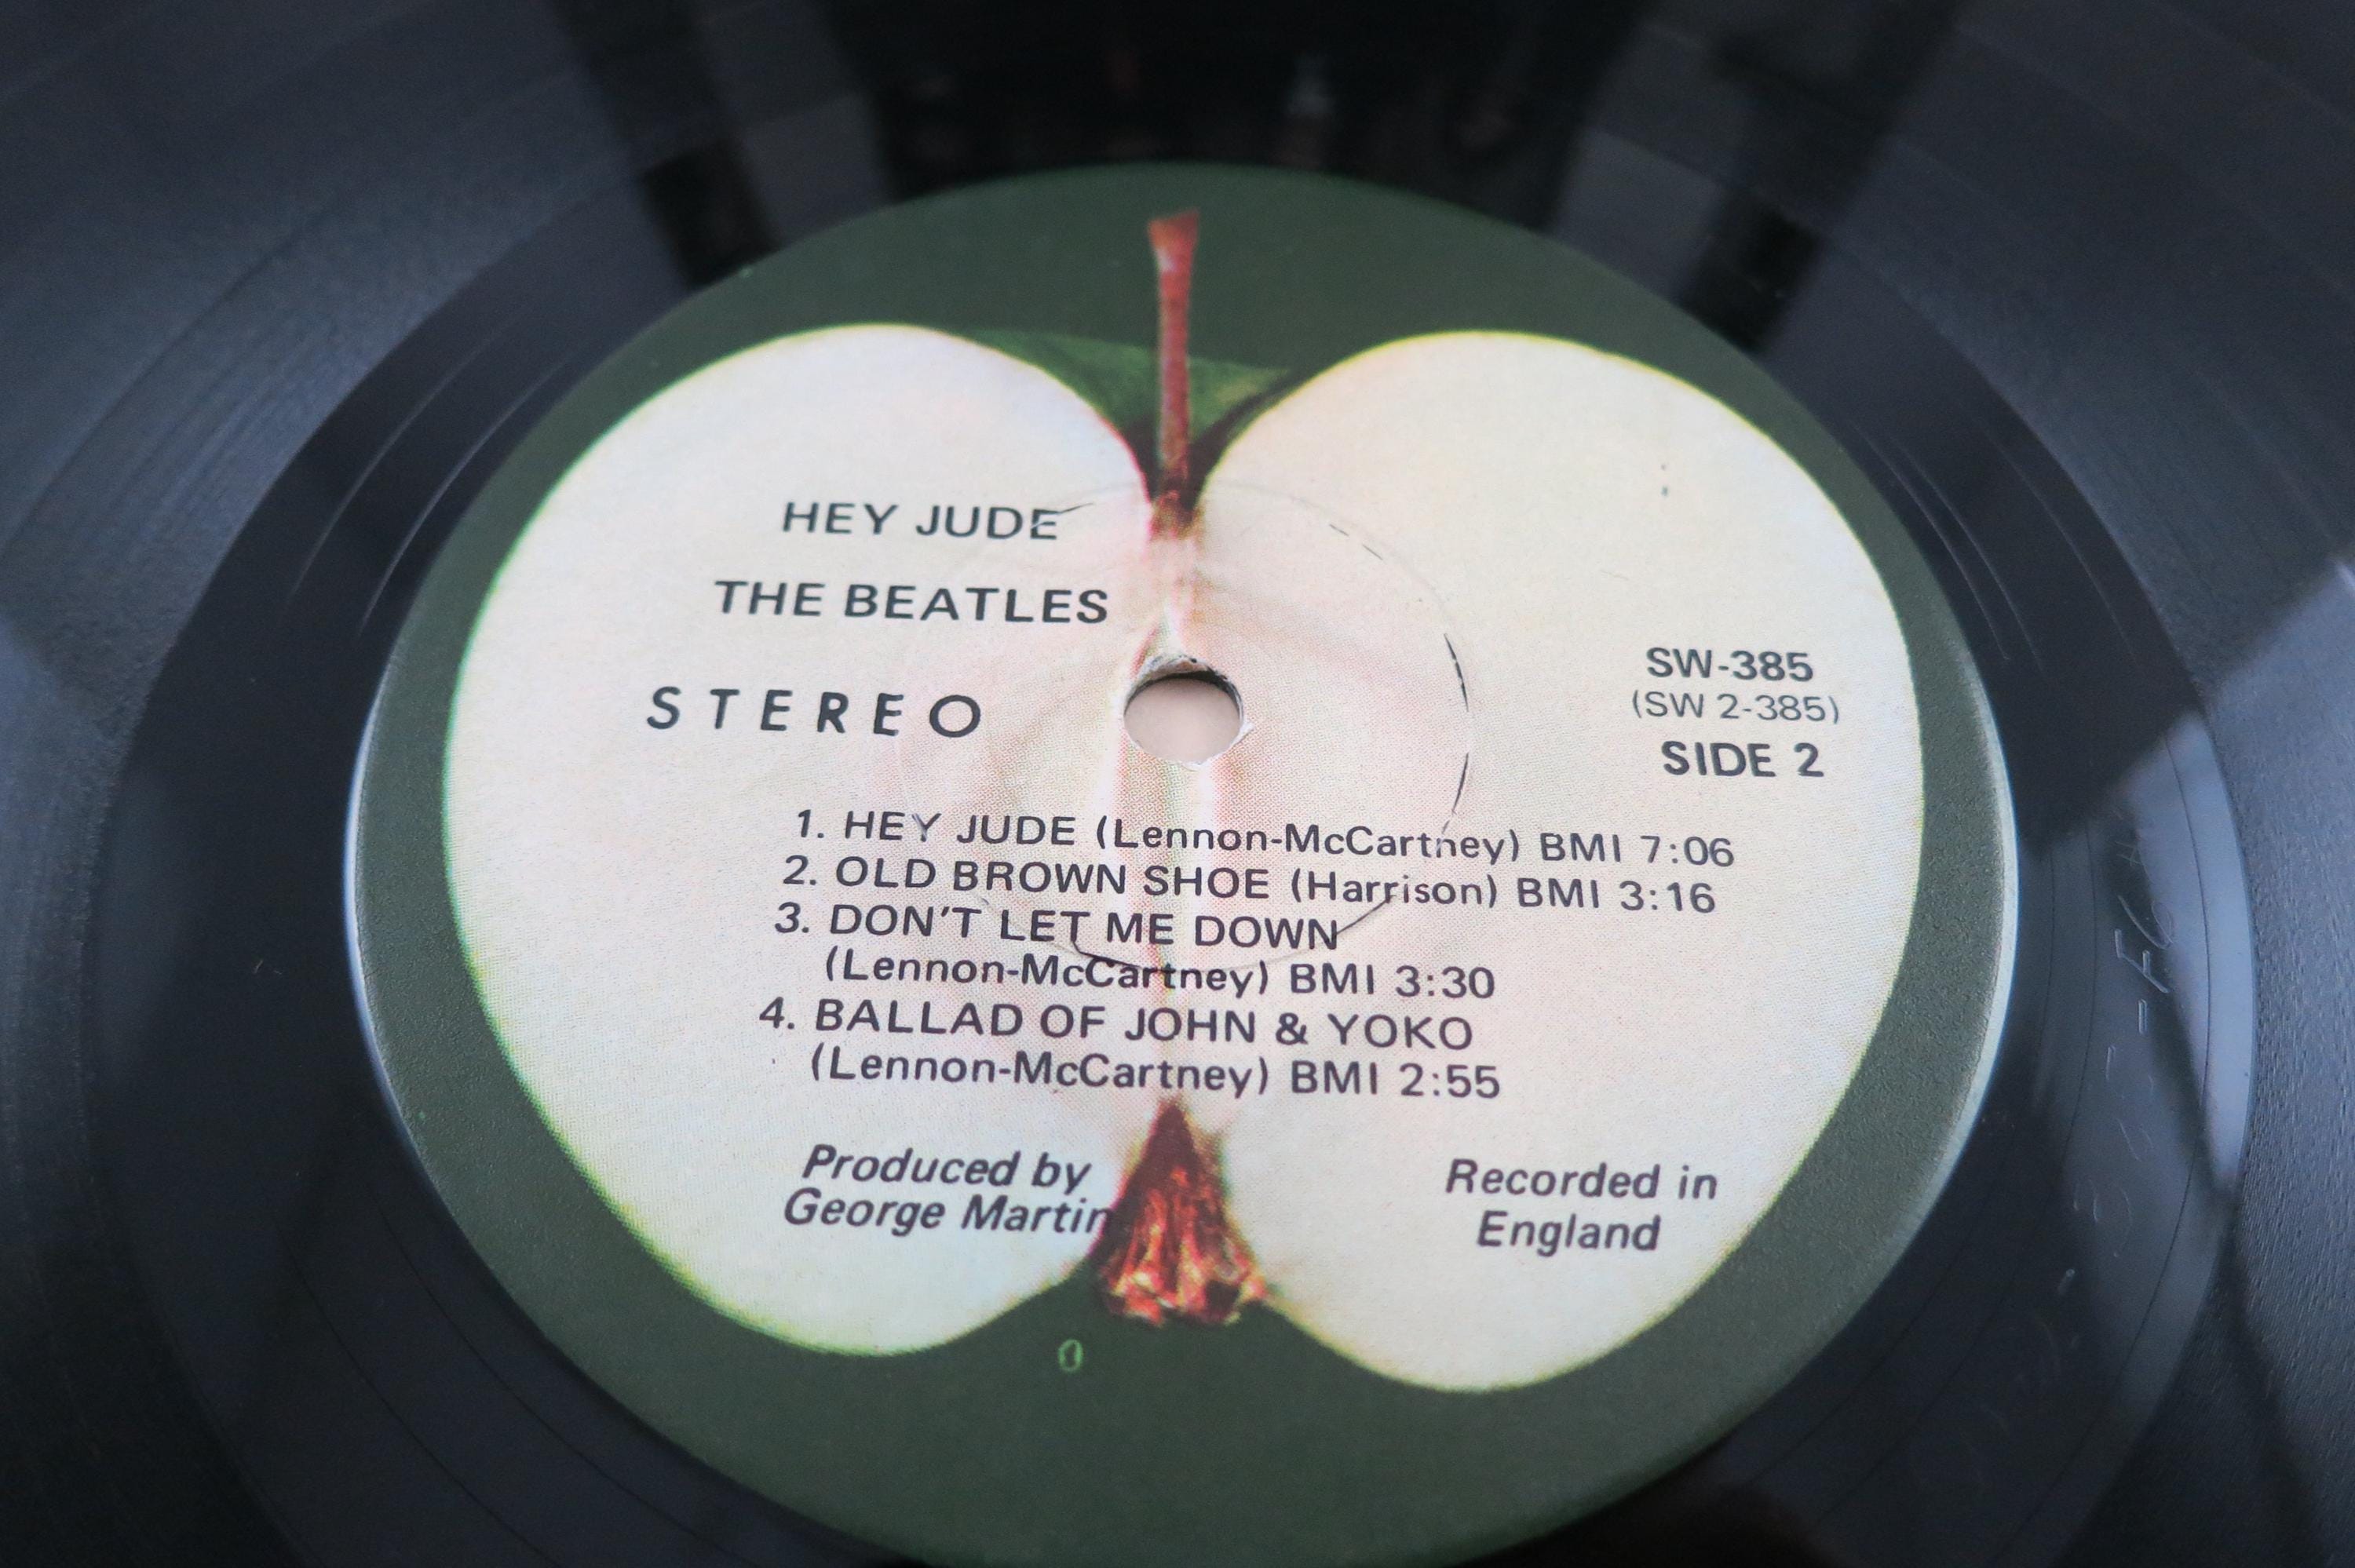 HEY JUDE
THE BEATLES
STEREO
SW-385
(SW 2-385)
SIDE 2
1. HEY JUDE (Lennon-McCartney) BMI 7:06
2. OLD BROWN SHOE (Harrison) BMI 3:16
3. DON'T LET ME DOWN
(Lennon-McCartney) BMI 3:30
4. BALLAD OF JOHN & YOKO
(Lennon-McCartney) BMI 2:55
Produced by
George Martin
Recorded in
England
0